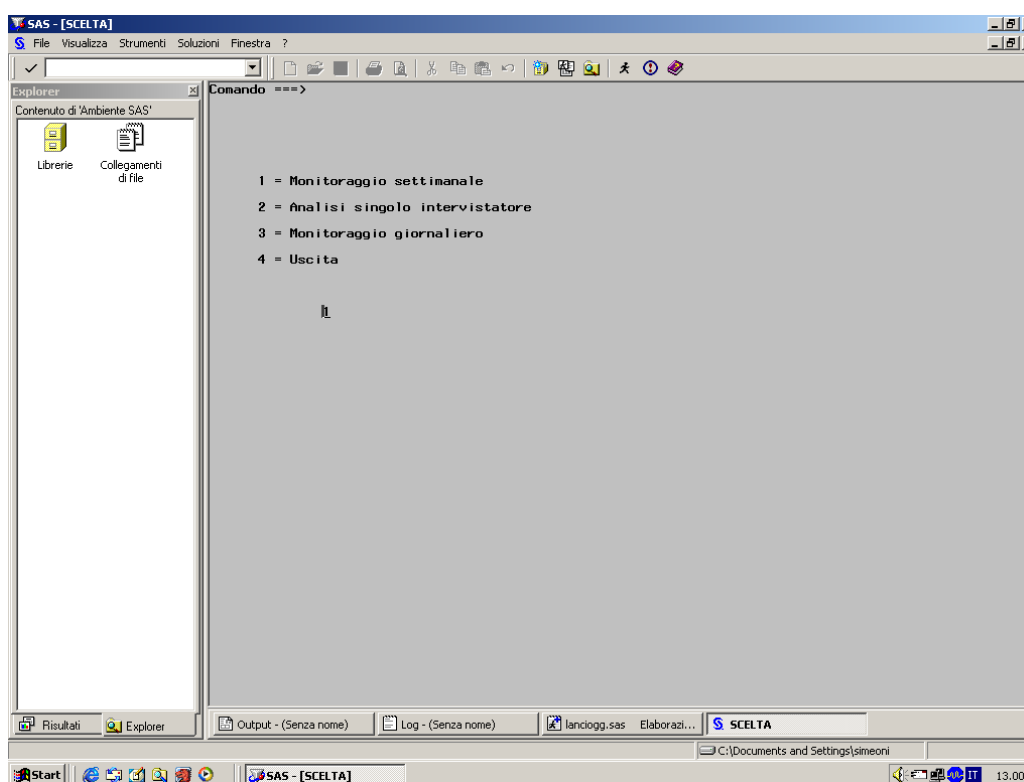 SAS - [SCELTA]
File Visualizza Strumenti Soluzioni Finestra ?
Explorer
Contenuto di 'Ambiente SAS'
Librerie
Collegamenti di file
Comando ===>
1 = Monitoraggio settimanale
2 = Analisi singolo intervistatore
3 = Monitoraggio giornaliero
4 = Uscita
1
Risultati
Explorer
Output - (Senza nome)
Log - (Senza nome)
lanciogg.sas Elaborazi...
SCELTA
C:\Documents and Settings\simeoni
Start
SAS - [SCELTA]
IT
13.00